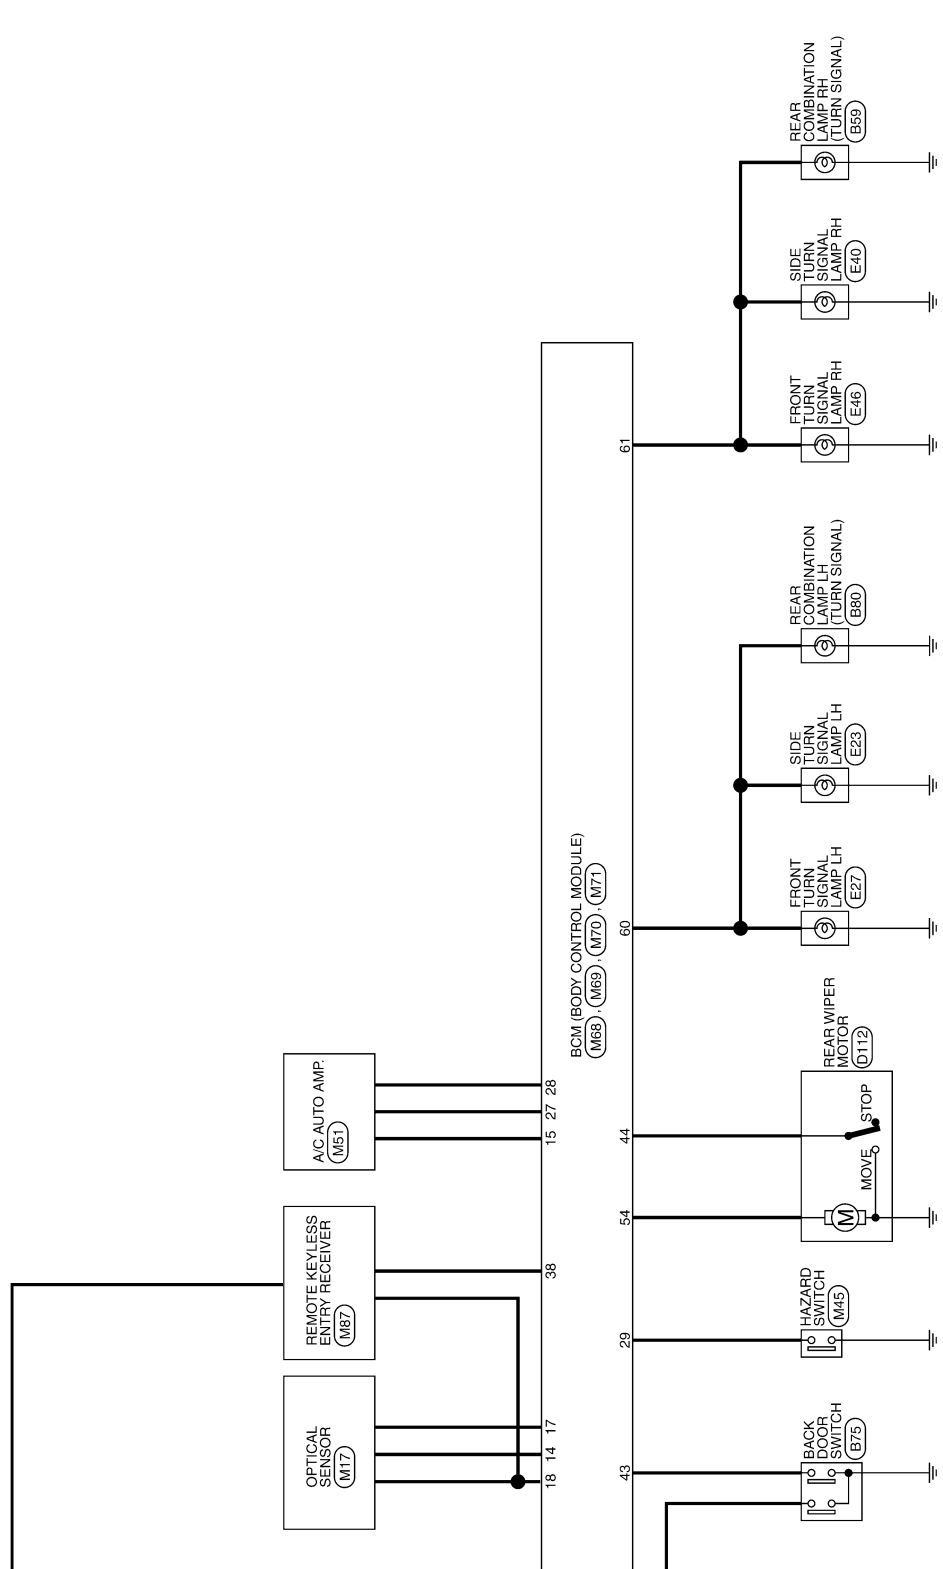 REAR
COMBINATION
LAMP RH
(TURN SIGNAL)
B59
SIDE
TURN
SIGNAL
LAMP RH
E40
FRONT
TURN
SIGNAL
LAMP RH
E46
61
REAR
COMBINATION
LAMP LH
(TURN SIGNAL)
B80
SIDE
TURN
SIGNAL
LAMP LH
E23
FRONT
TURN
SIGNAL
LAMP LH
E27
60
BCM (BODY CONTROL MODULE)
M68 , M69 , M70 , M71
A/C AUTO AMP.
M51
28
27
15
44
54
REAR WIPER
MOTOR
D112
STOP
MOVE
M
REMOTE KEYLESS
ENTRY RECEIVER
M87
38
29
HAZARD
SWITCH
M45
OPTICAL
SENSOR
M17
17
14
18
43
BACK
DOOR
SWITCH
B75